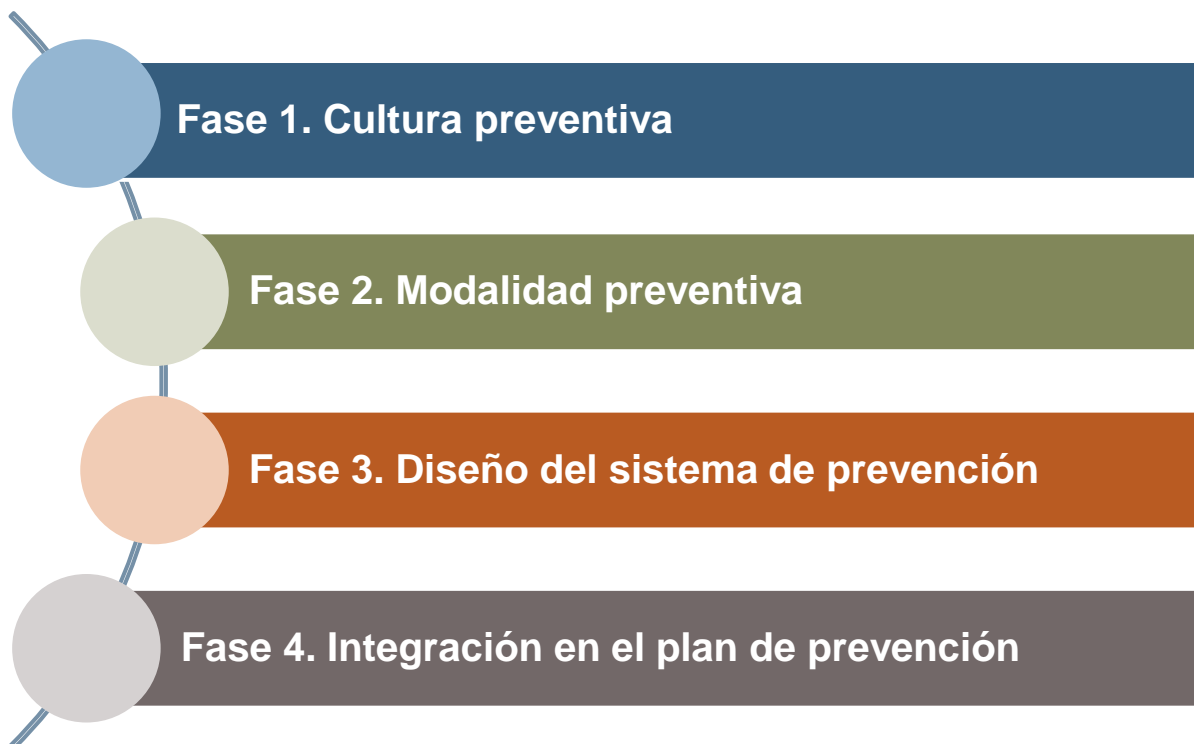 Fase 1. Cultura preventiva
Fase 2. Modalidad preventiva
Fase 3. Diseño del sistema de prevención
Fase 4. Integración en el plan de prevención